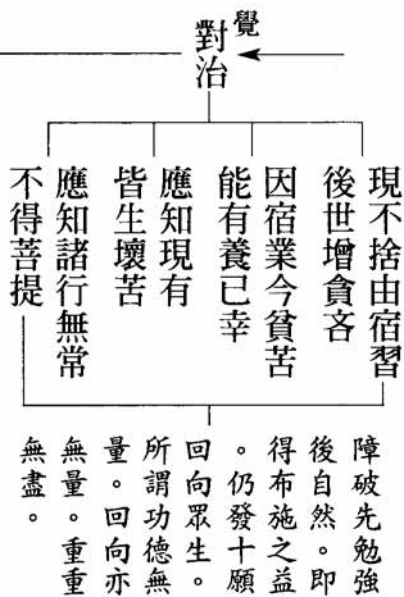 覺
對治
現不捨由宿習
後世增貪吝
因宿業今貧苦
能有養已幸
應知現有
皆生壞苦
應知諸行無常
不得菩提
障破先勉強
後自然。即
得布施之益
。仍發十願
回向眾生。
所謂功德無
量。回向亦
無量。重重
無盡。